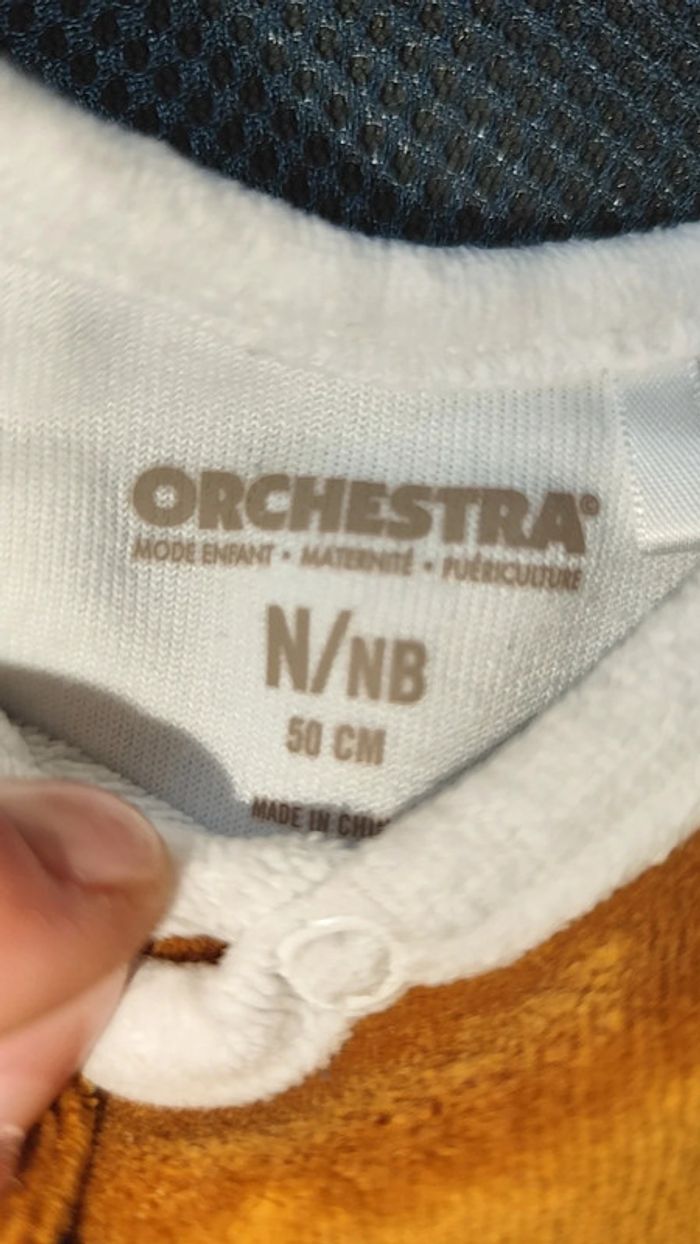 ORCHESTRA©
MODE ENFANT • MATERNITÉ • PUÉRICULTURE
N/NB
50 CM
MADE IN